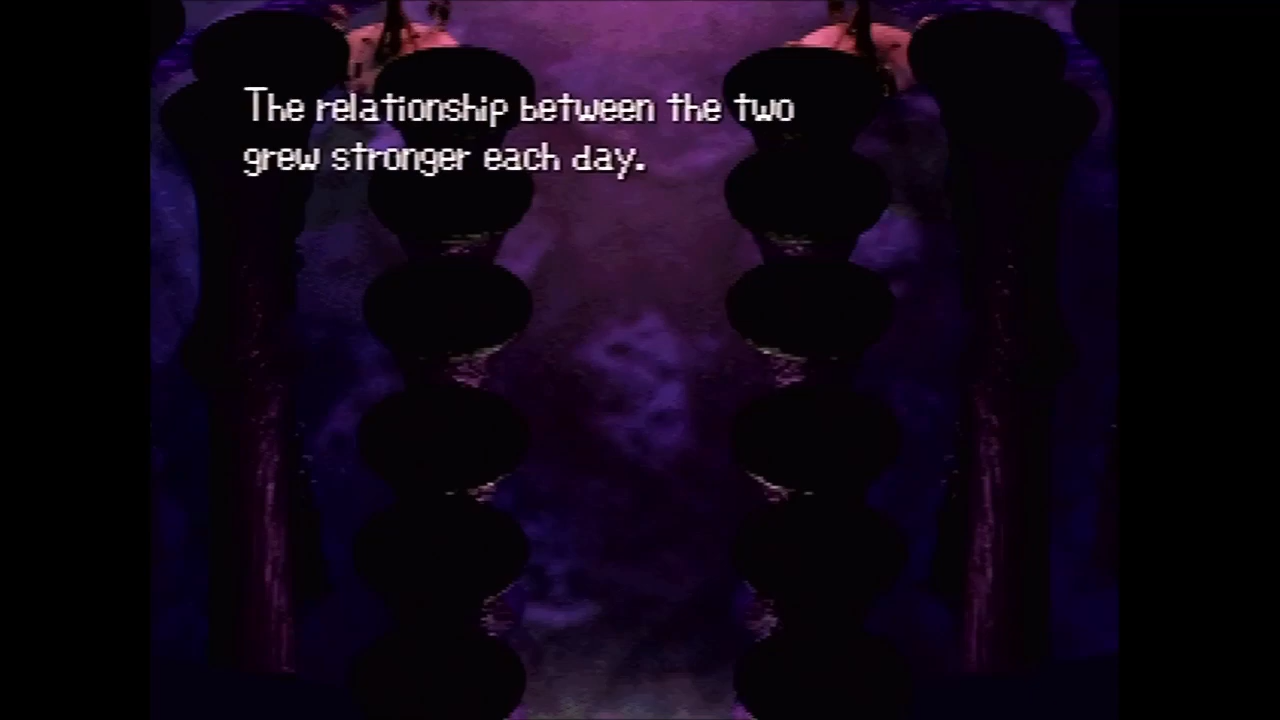 The relationship between the two
grew stronger each day.